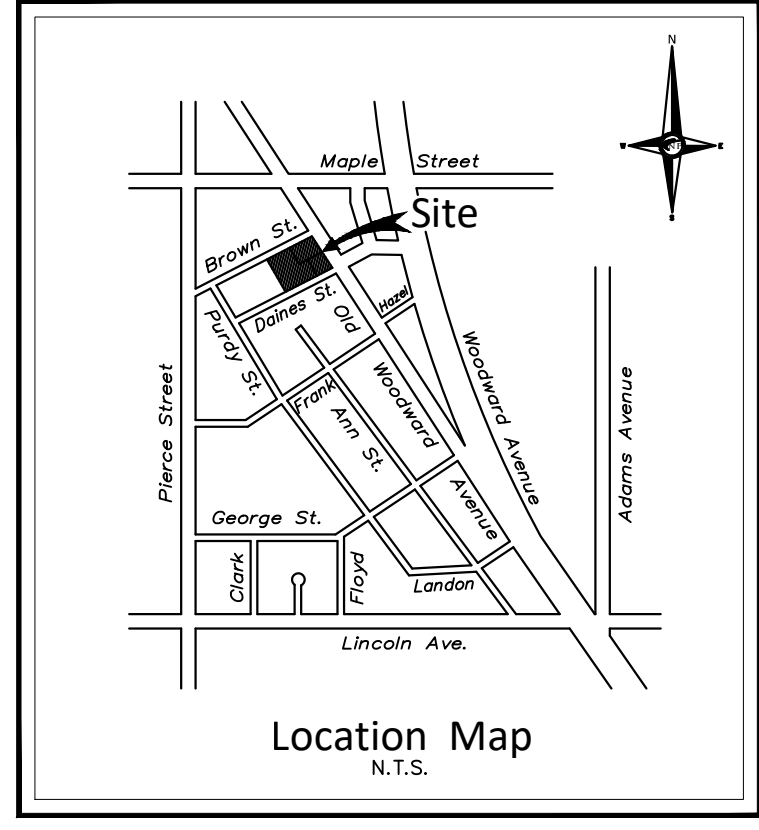 N
W
E
S
NF
Maple Street
Site
Brown St.
Daines St.
Old
Hazel
Purdy St.
Woodward
Woodward Avenue
Pierce Street
Frank
Ann St.
Adams Avenue
Avenue
George St.
Clark
Floyd
Landon
Lincoln Ave.
Location Map
N.T.S.